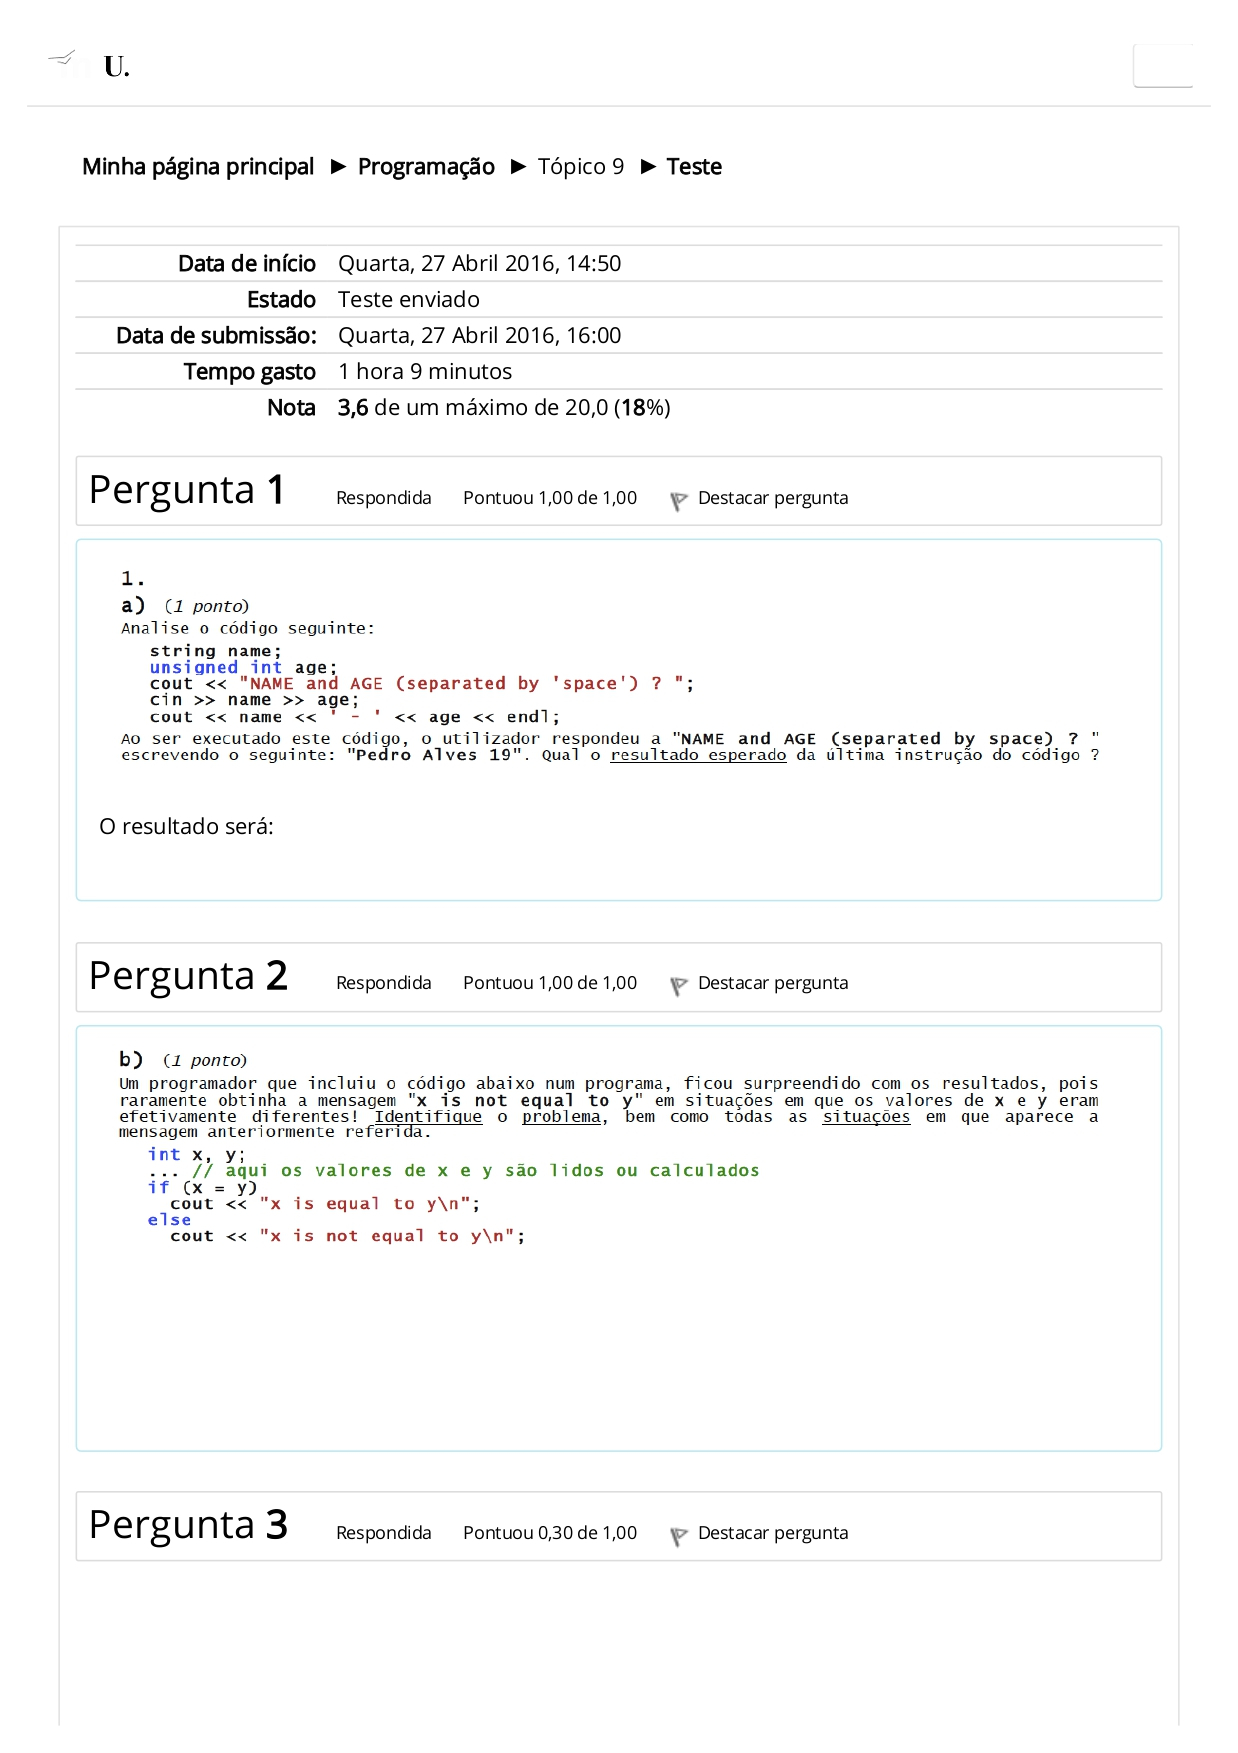 U.
Minha página principal ► Programação ► Tópico 9 ► Teste
Data de início Quarta, 27 Abril 2016, 14:50
Estado Teste enviado
Data de submissão: Quarta, 27 Abril 2016, 16:00
Tempo gasto 1 hora 9 minutos
Nota 3,6 de um máximo de 20,0 (18%)
Pergunta 1 Respondida Pontuou 1,00 de 1,00 Destacar pergunta
1.
a) (1 ponto)
Analise o código seguinte:
string name;
unsigned int age;
cout << "NAME and AGE (separated by 'space') ? ";
cin >> name >> age;
cout << name << ' - ' << age << endl;
Ao ser executado este código, o utilizador respondeu a "NAME and AGE (separated by space) ? "
escrevendo o seguinte: "Pedro Alves 19". Qual o resultado esperado da última instrução do código ?
O resultado será:
Pergunta 2 Respondida Pontuou 1,00 de 1,00 Destacar pergunta
b) (1 ponto)
Um programador que incluiu o código abaixo num programa, ficou surpreendido com os resultados, pois
raramente obtinha a mensagem "x is not equal to y" em situações em que os valores de x e y eram
efetivamente diferentes! Identifique o problema, bem como todas as situações em que aparece a
mensagem anteriormente referida.
int x, y;
... // aqui os valores de x e y são lidos ou calculados
if (x = y)
cout << "x is equal to y\n";
else
cout << "x is not equal to y\n";
Pergunta 3 Respondida Pontuou 0,30 de 1,00 Destacar pergunta